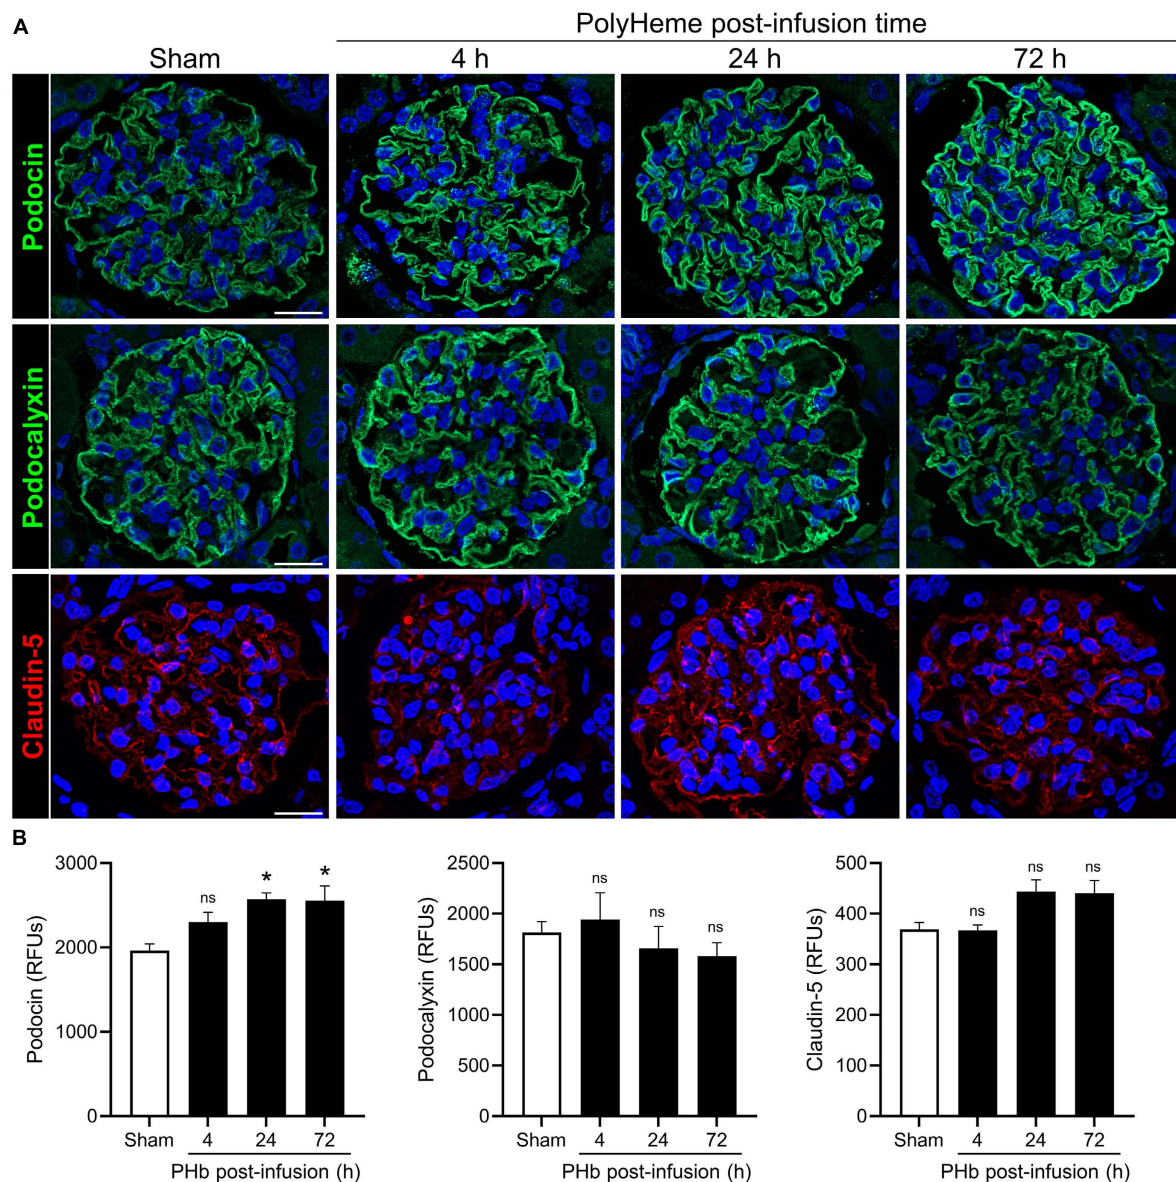 A
PolyHeme post-infusion time
Sham
4 h
24 h
72 h
Podocin
Podocalyxin
Claudin-5
B
Podocin (RFUs)
3000
2000
1000
0
ns
*
*
Sham
4
24
72
PHb post-infusion (h)
Podocalyxin (RFUs)
2500
2000
1500
1000
500
0
ns
ns
ns
Sham
4
24
72
PHb post-infusion (h)
Claudin-5 (RFUs)
500
400
300
200
100
0
ns
ns
ns
Sham
4
24
72
PHb post-infusion (h)